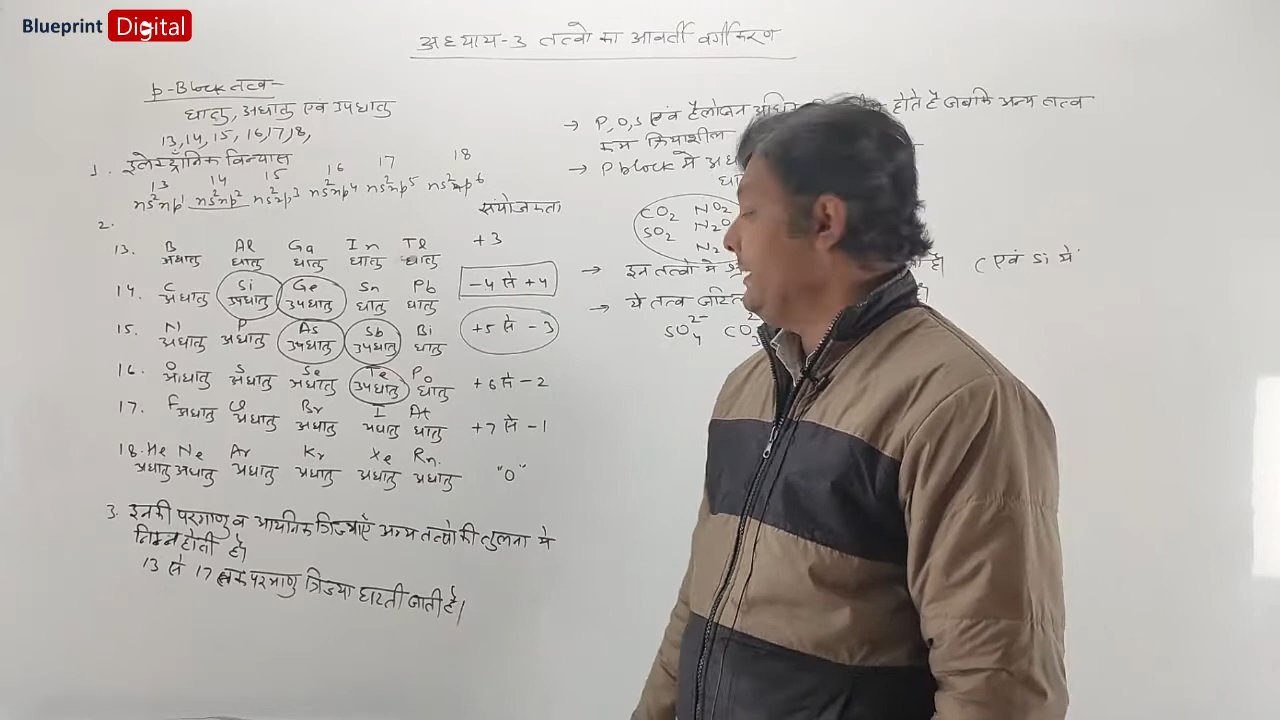 Blueprint Digital
अध्याय-3 तत्वों का आवर्ती वर्गीकरण
p-Block तत्व-
धातु, अधातु एवं उपधातु
13,14,15, 16,17,18,
1. इलेक्ट्रॉनिक विन्यास
13 14 15 16 17 18
ns²np¹ ns²np² ns²np³ ns²np⁴ ns²np⁵ ns²np⁶
2.
संयोजकता
13. B Al Ga In Tl +3
अधातु धातु धातु धातु धातु
14. C Si Ge Sn Pb -4 से +4
अधातु उपधातु उपधातु धातु धातु
15. N P As Sb Bi +5 से -3
अधातु अधातु उपधातु उपधातु धातु
16. O S Se Te Po +6 से -2
अधातु अधातु अधातु उपधातु धातु
17. F Cl Br I At +7 से -1
अधातु अधातु अधातु अधातु धातु
18. He Ne Ar Kr Xe Rn "0"
अधातु अधातु अधातु अधातु अधातु अधातु
3. इनकी परमाणु व आयनिक त्रिज्याएँ अन्य तत्वों की तुलना में
निम्न होती है।
13 से 17 तक परमाणु त्रिज्या घटती जाती है।
→ P, O, S एवं हैलोजन होते है जबकि अन्य तत्व
कम क्रियाशील
→ P block में
CO₂ NO₂
SO₂ N₂O
N₂
→ इन तत्वों में है। C एवं Si में
→ ये तत्व
SO₄²⁻ CO₃²